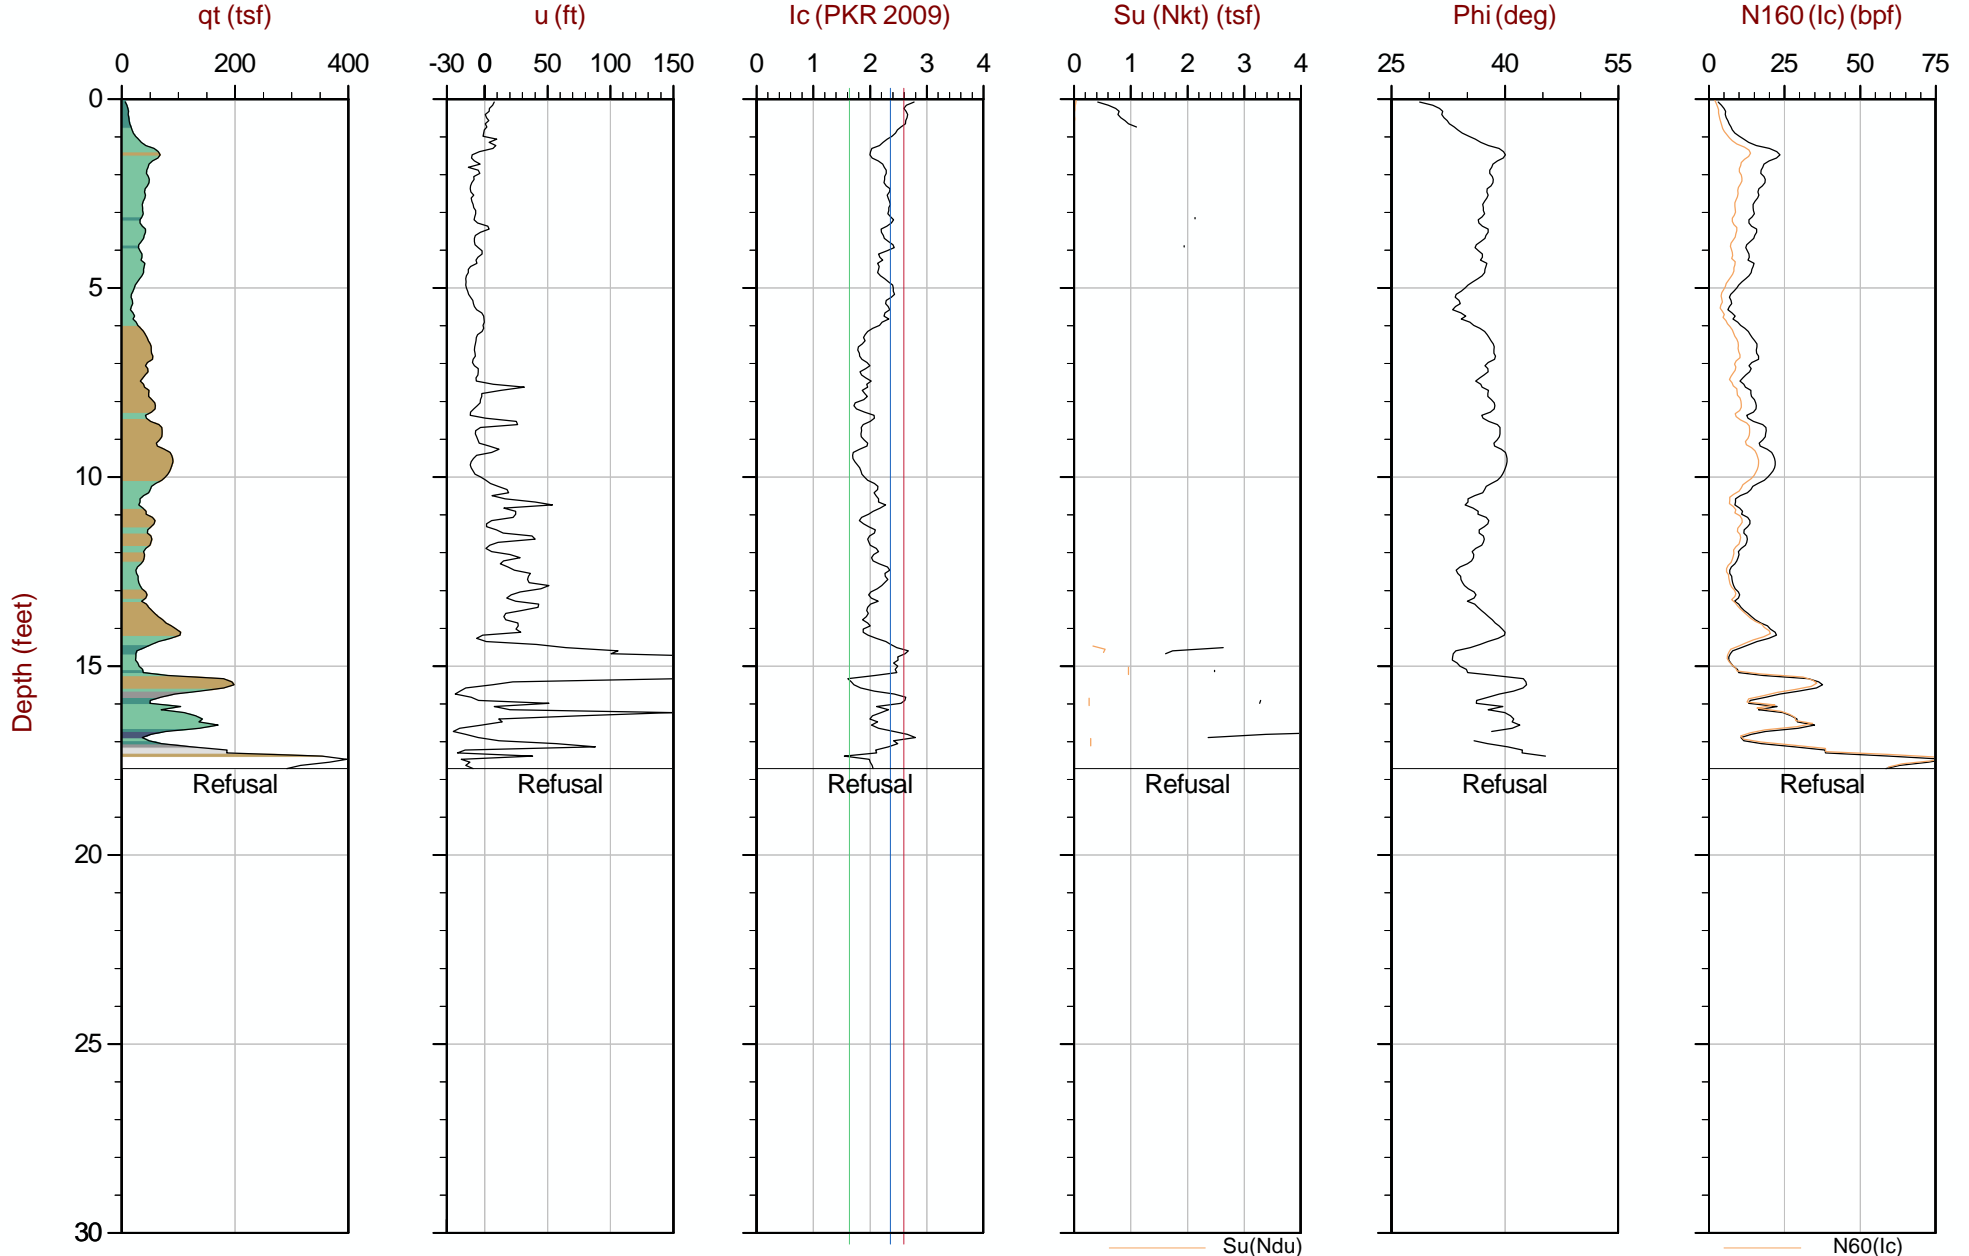 qt (tsf) u (ft) Ic (PKR 2009) Su (Nkt) (tsf) Phi (deg) N160 (Ic) (bpf)
0 200 400 -30 0 50 100 150 0 1 2 3 4 0 1 2 3 4 25 40 55 0 25 50 75
0
5
10
15
Refusal Refusal Refusal Refusal Refusal Refusal
20
25
30
Depth (feet)
Su(Ndu) N60(Ic)